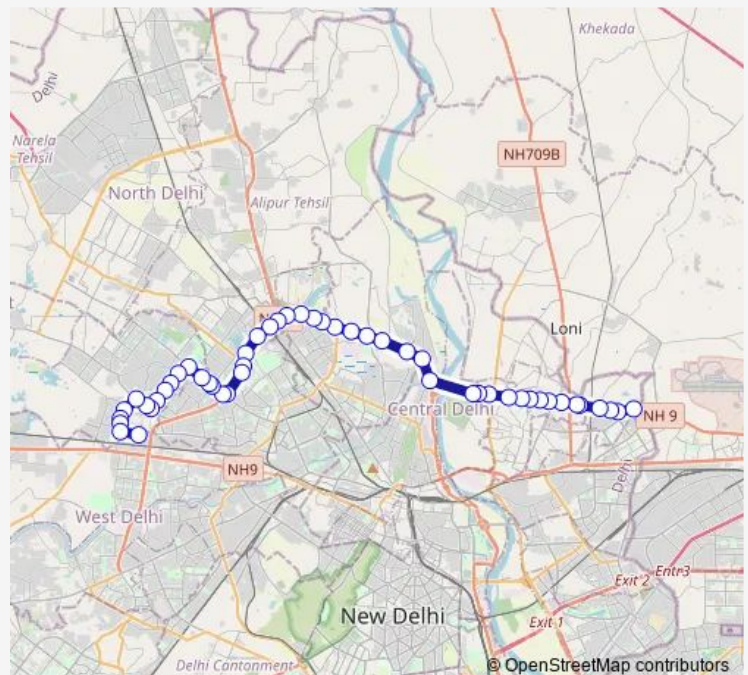 Khekada
Delhi
Narela
Tehsil
NH709B
North Delhi
Alipur Tehsil
Loni
Central Delhi
NH 9
NH9
Delhi
West Delhi
Exit 2
Entr3
Exit 1
New Delhi
Delhi Cantonment
© OpenStreetMap contributors